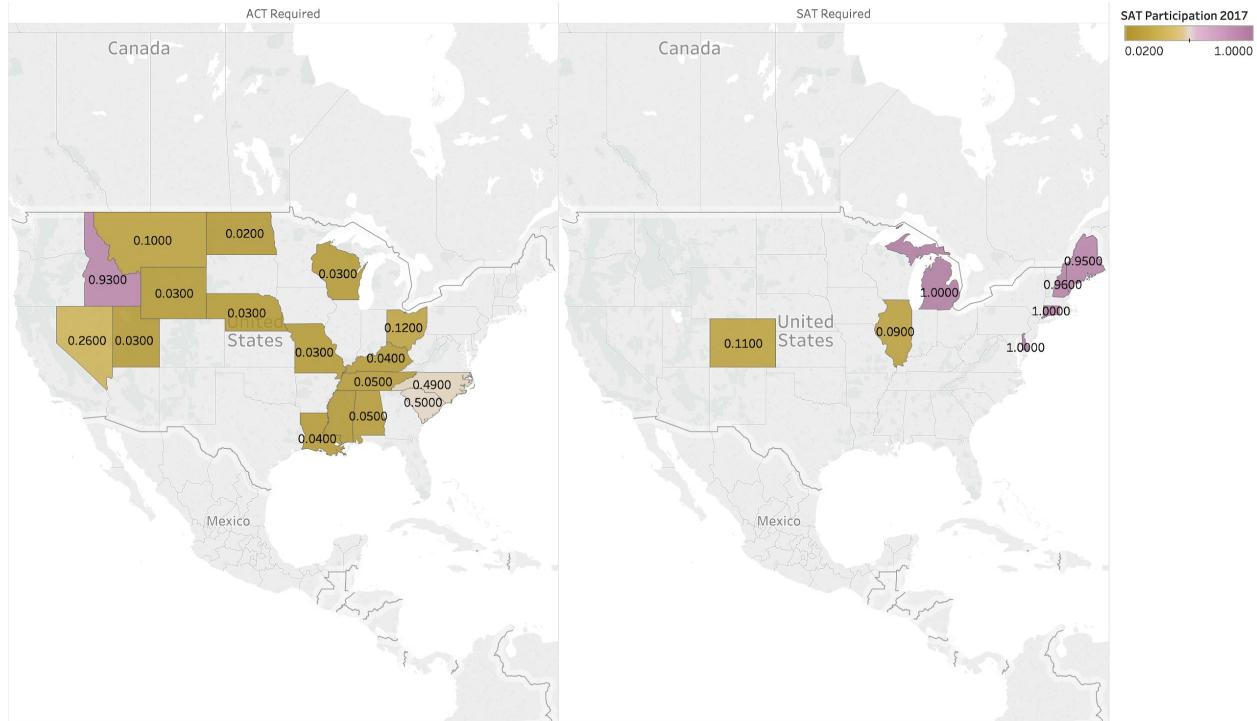 ACT Required
SAT Required
SAT Participation 2017
0.0200
1.0000
Canada
0.1000
0.0200
0.9300
0.0300
0.0300
0.0300
United
States
0.2600
0.0300
0.0300
0.1200
0.0400
0.0500
0.4900
0.5000
0.0500
0.0400
Mexico
Canada
0.9500
0.9600
1.0000
1.0000
1.0000
0.0900
0.1100
United
States
Mexico